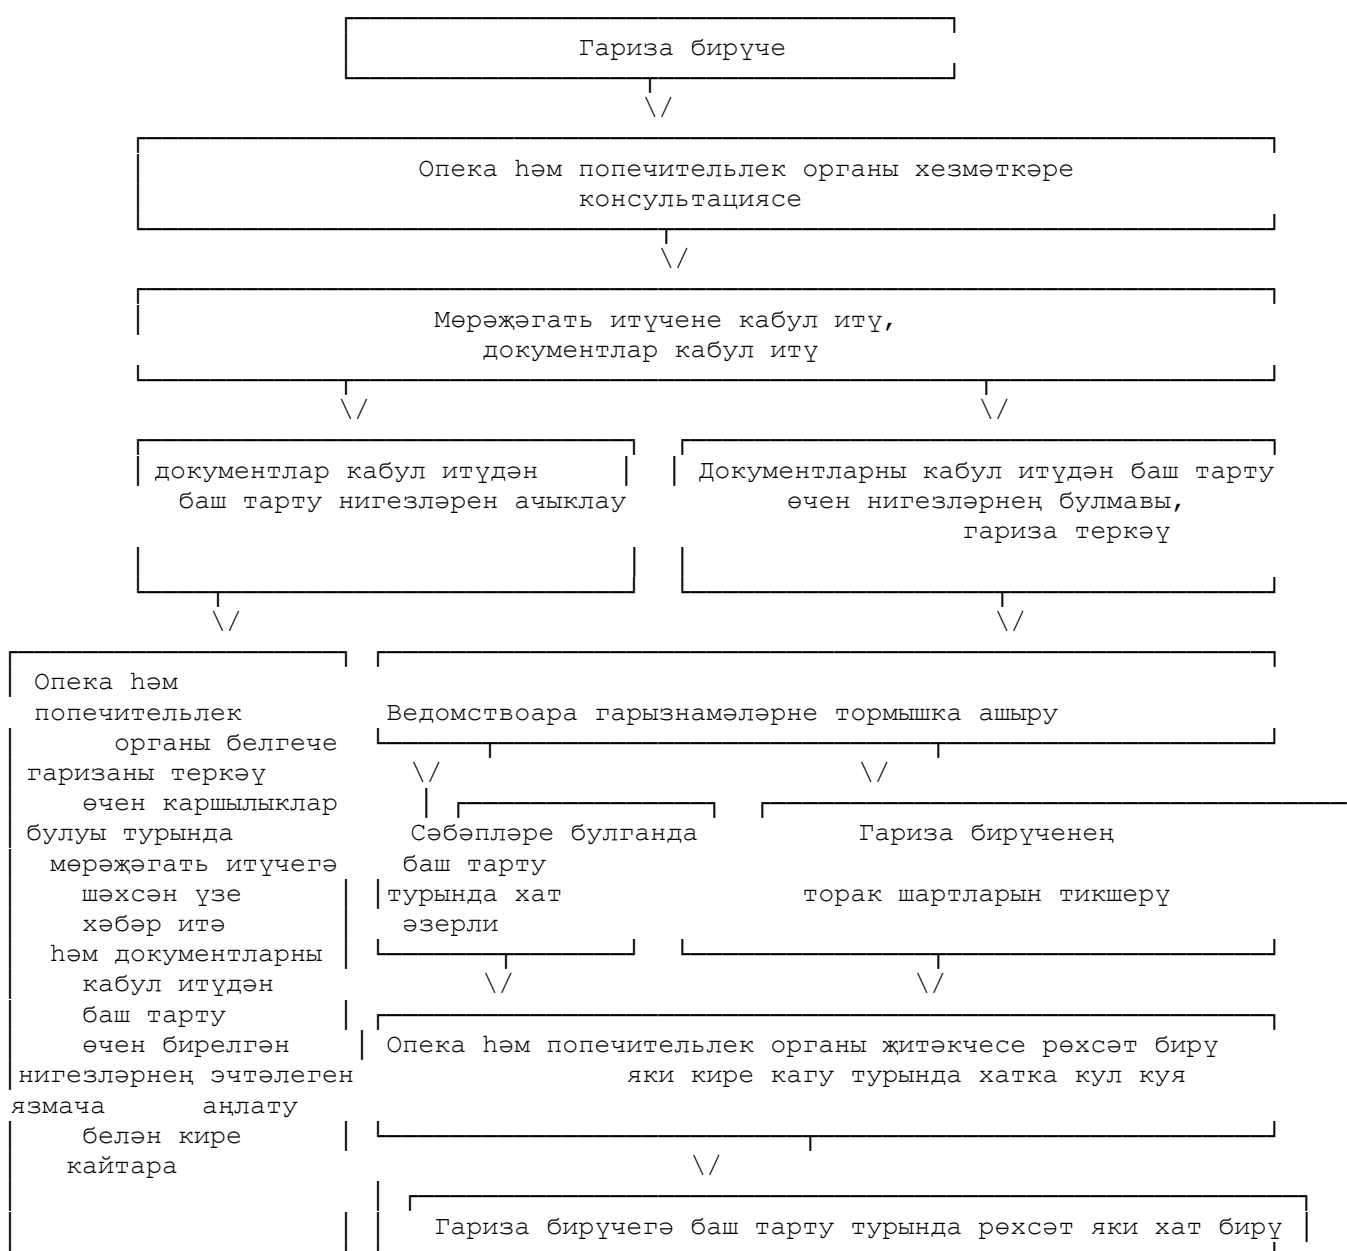 Гариза бирүче
\/
Опека һәм попечительлек органы хезмәткәре
консультациясе
\/
Мөрәҗәгать итүчене кабул итү,
документлар кабул итү
\/ \/
документлар кабул итүдән
баш тарту нигезләрен ачыклау
Документларны кабул итүдән баш тарту
өчен нигезләрнең булмавы,
гариза теркәү
\/ \/
Опека һәм
попечительлек
органы белгече
гаризаны теркәү
өчен каршылыклар
булуы турында
мөрәҗәгать итүчегә
шәхсән үзе
хәбәр итә
һәм документларны
кабул итүдән
баш тарту
өчен бирелгән
нигезләрнең эчтәлеген
язмача аңлату
белән кире
кайтара
Ведомствоара гарызнамәләрне тормышка ашыру
\/ \/
Сәбәпләре булганда
баш тарту
турында хат
әзерли
Гариза бирүченең
торак шартларын тикшерү
\/ \/
Опека һәм попечительлек органы җитәкчесе рөхсәт бирү
яки кире кагу турында хатка кул куя
\/
Гариза бирүчегә баш тарту турында рөхсәт яки хат бирү